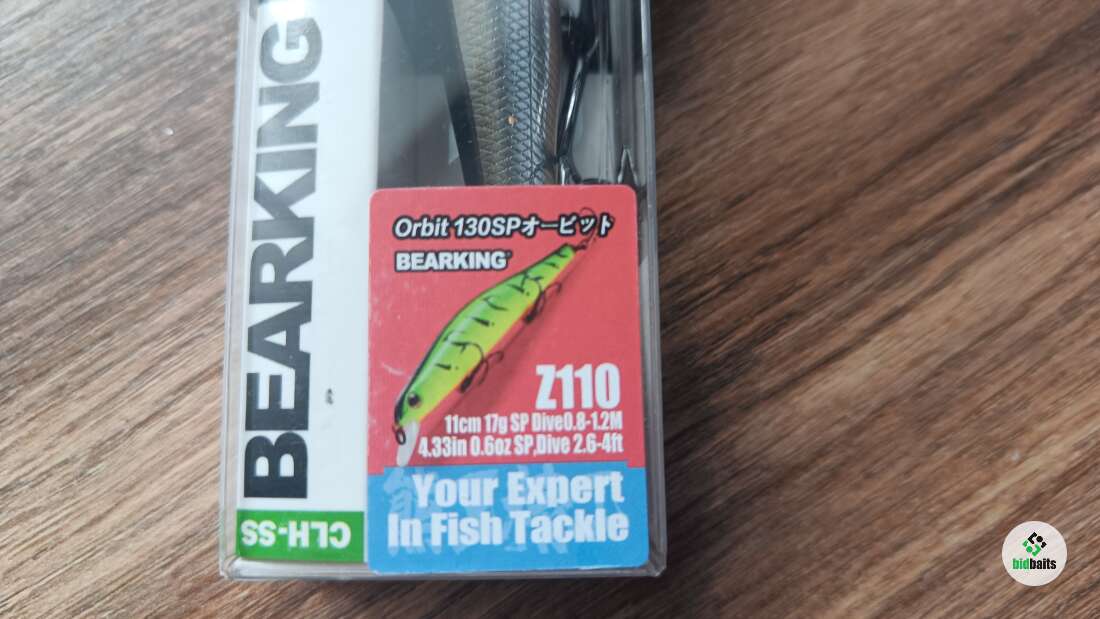 BEARKING
CLH-SS
Orbit 130SPオービット
BEARKING®
Z110
11cm 17g SP Dive0.8-1.2M
4.33in 0.6oz SP,Dive 2.6-4ft
Your Expert
In Fish Tackle
bidbaits